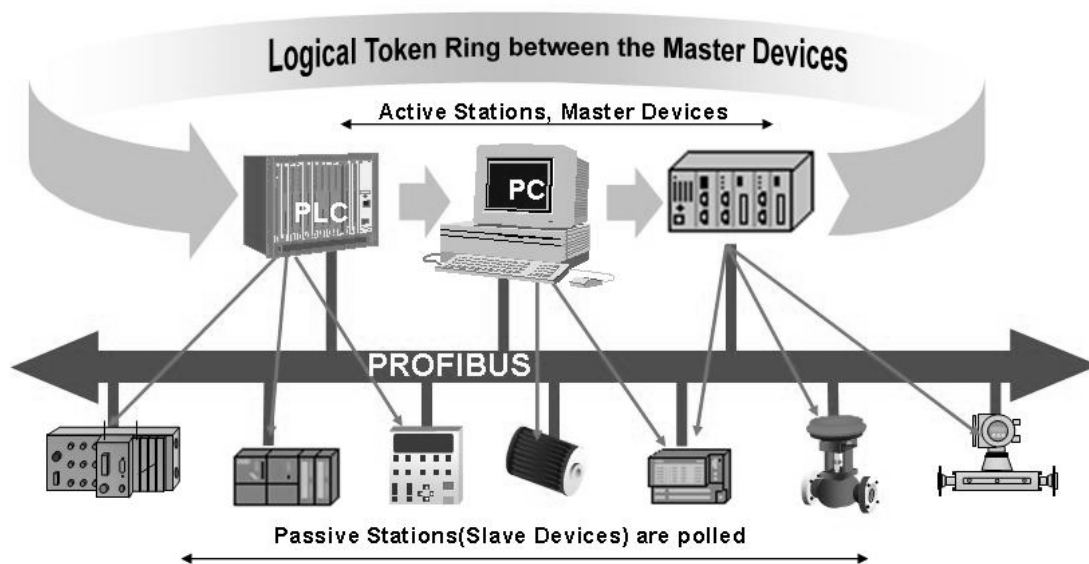 Logical Token Ring between the Master Devices
Active Stations, Master Devices
PLC
PC
PROFIBUS
Passive Stations(Slave Devices) are polled